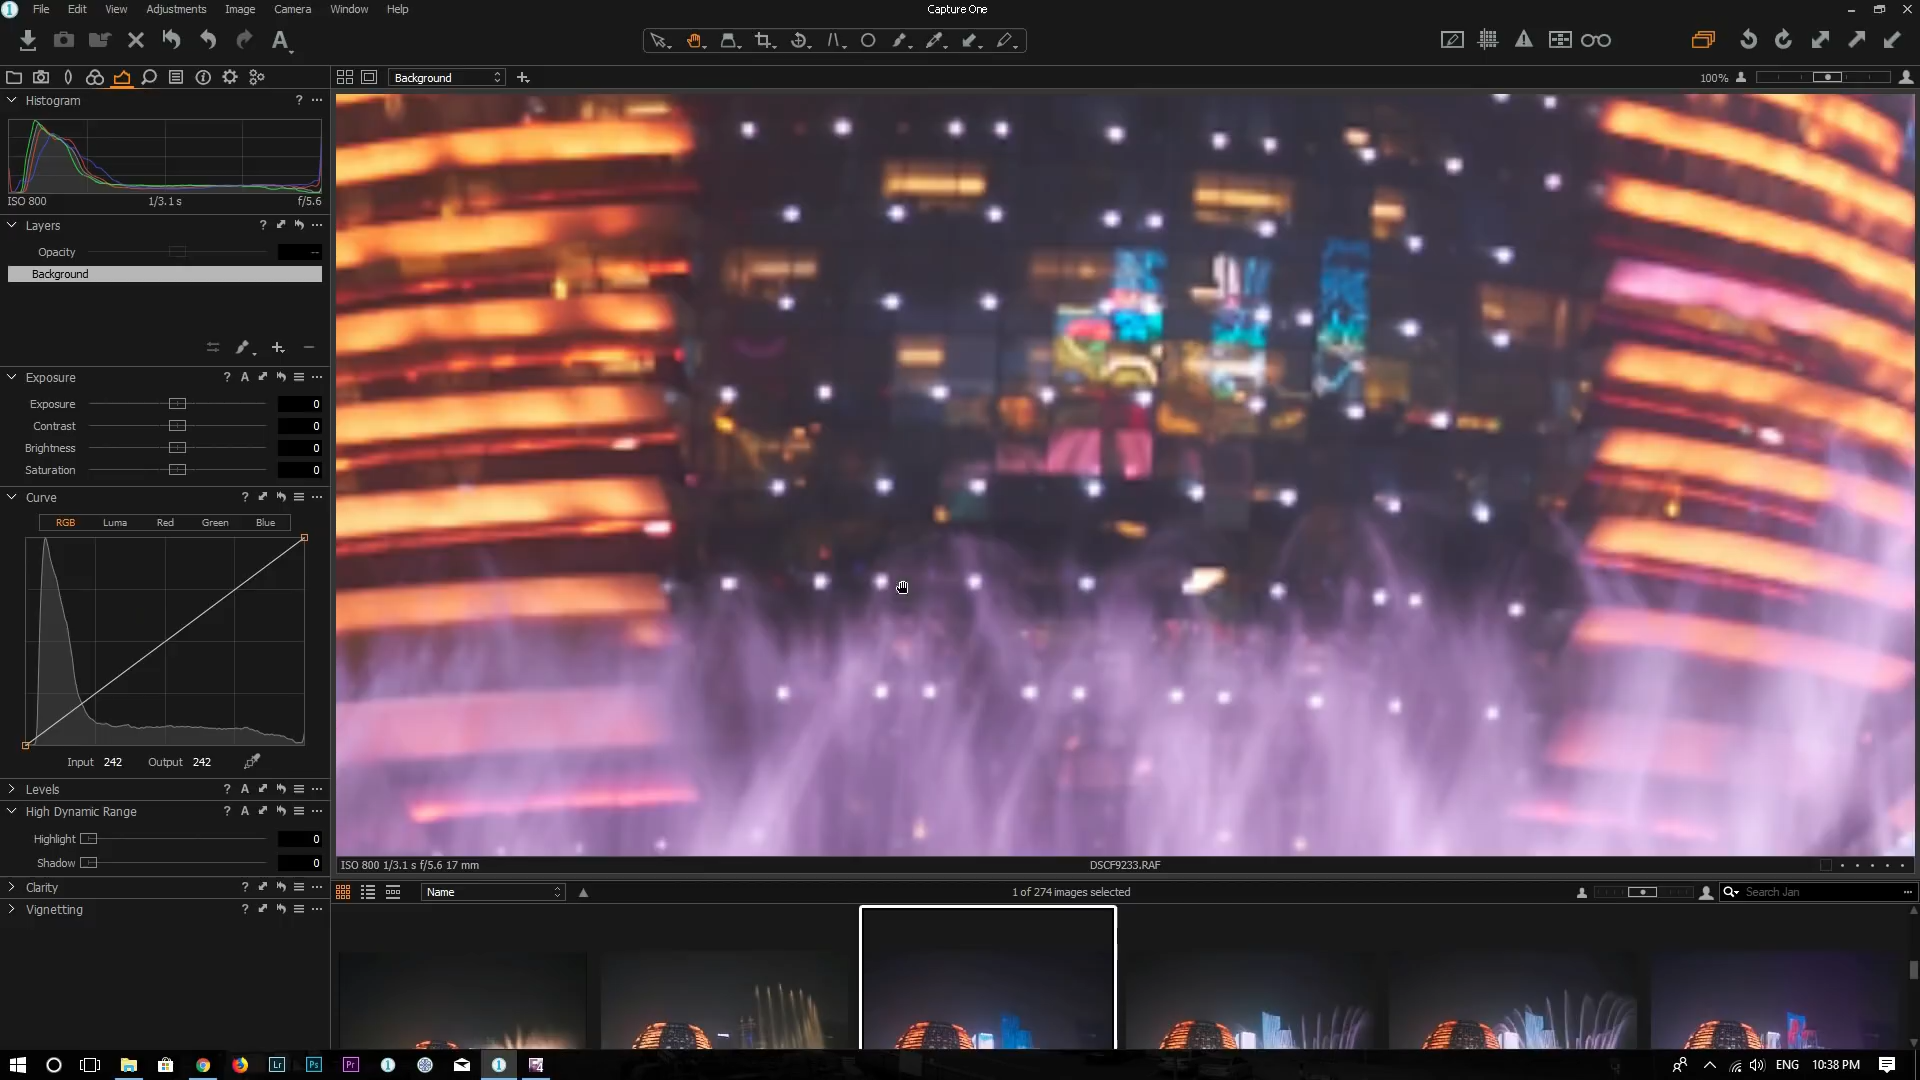 Capture One
File Edit View Adjustments Image Camera Window Help
A
Background
100%
Histogram ? ...
ISO 800 1/3.1 s f/5.6
Layers ? ...
Opacity --
Background
Exposure ? A ...
Exposure 0
Contrast 0
Brightness 0
Saturation 0
Curve ? ...
RGB Luma Red Green Blue
Input 242 Output 242
Levels ? A ...
High Dynamic Range ? A ...
Highlight 0
Shadow 0
Clarity ? ...
Vignetting ? ...
ISO 800 1/3.1 s f/5.6 17 mm DSCF9233.RAF
Name 1 of 274 images selected Search Jan ...
Lr Ps Pr ENG 10:38 PM